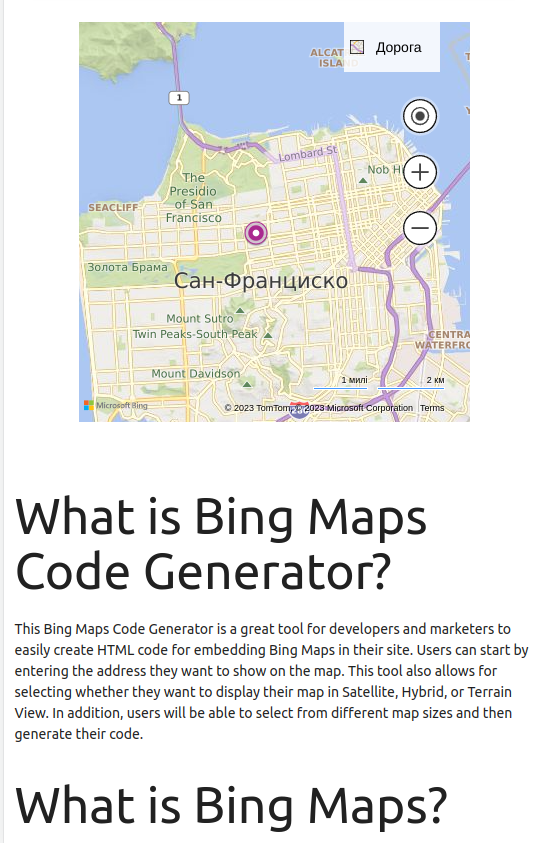 ALCAT
ISLAN
Дорога
1
Lombard St
The
Presidio
of San
Francisco
Nob H
SEACLIFF
Золота Брама
Сан-Франциско
Mount Sutro
Twin Peaks-South Peak
CENTRA
WATERFRO
Mount Davidson
1 милі
2 км
Microsoft Bing
© 2023 TomTom, © 2023 Microsoft Corporation Terms
What is Bing Maps
Code Generator?
This Bing Maps Code Generator is a great tool for developers and marketers to
easily create HTML code for embedding Bing Maps in their site. Users can start by
entering the address they want to show on the map. This tool also allows for
selecting whether they want to display their map in Satellite, Hybrid, or Terrain
View. In addition, users will be able to select from different map sizes and then
generate their code.
What is Bing Maps?